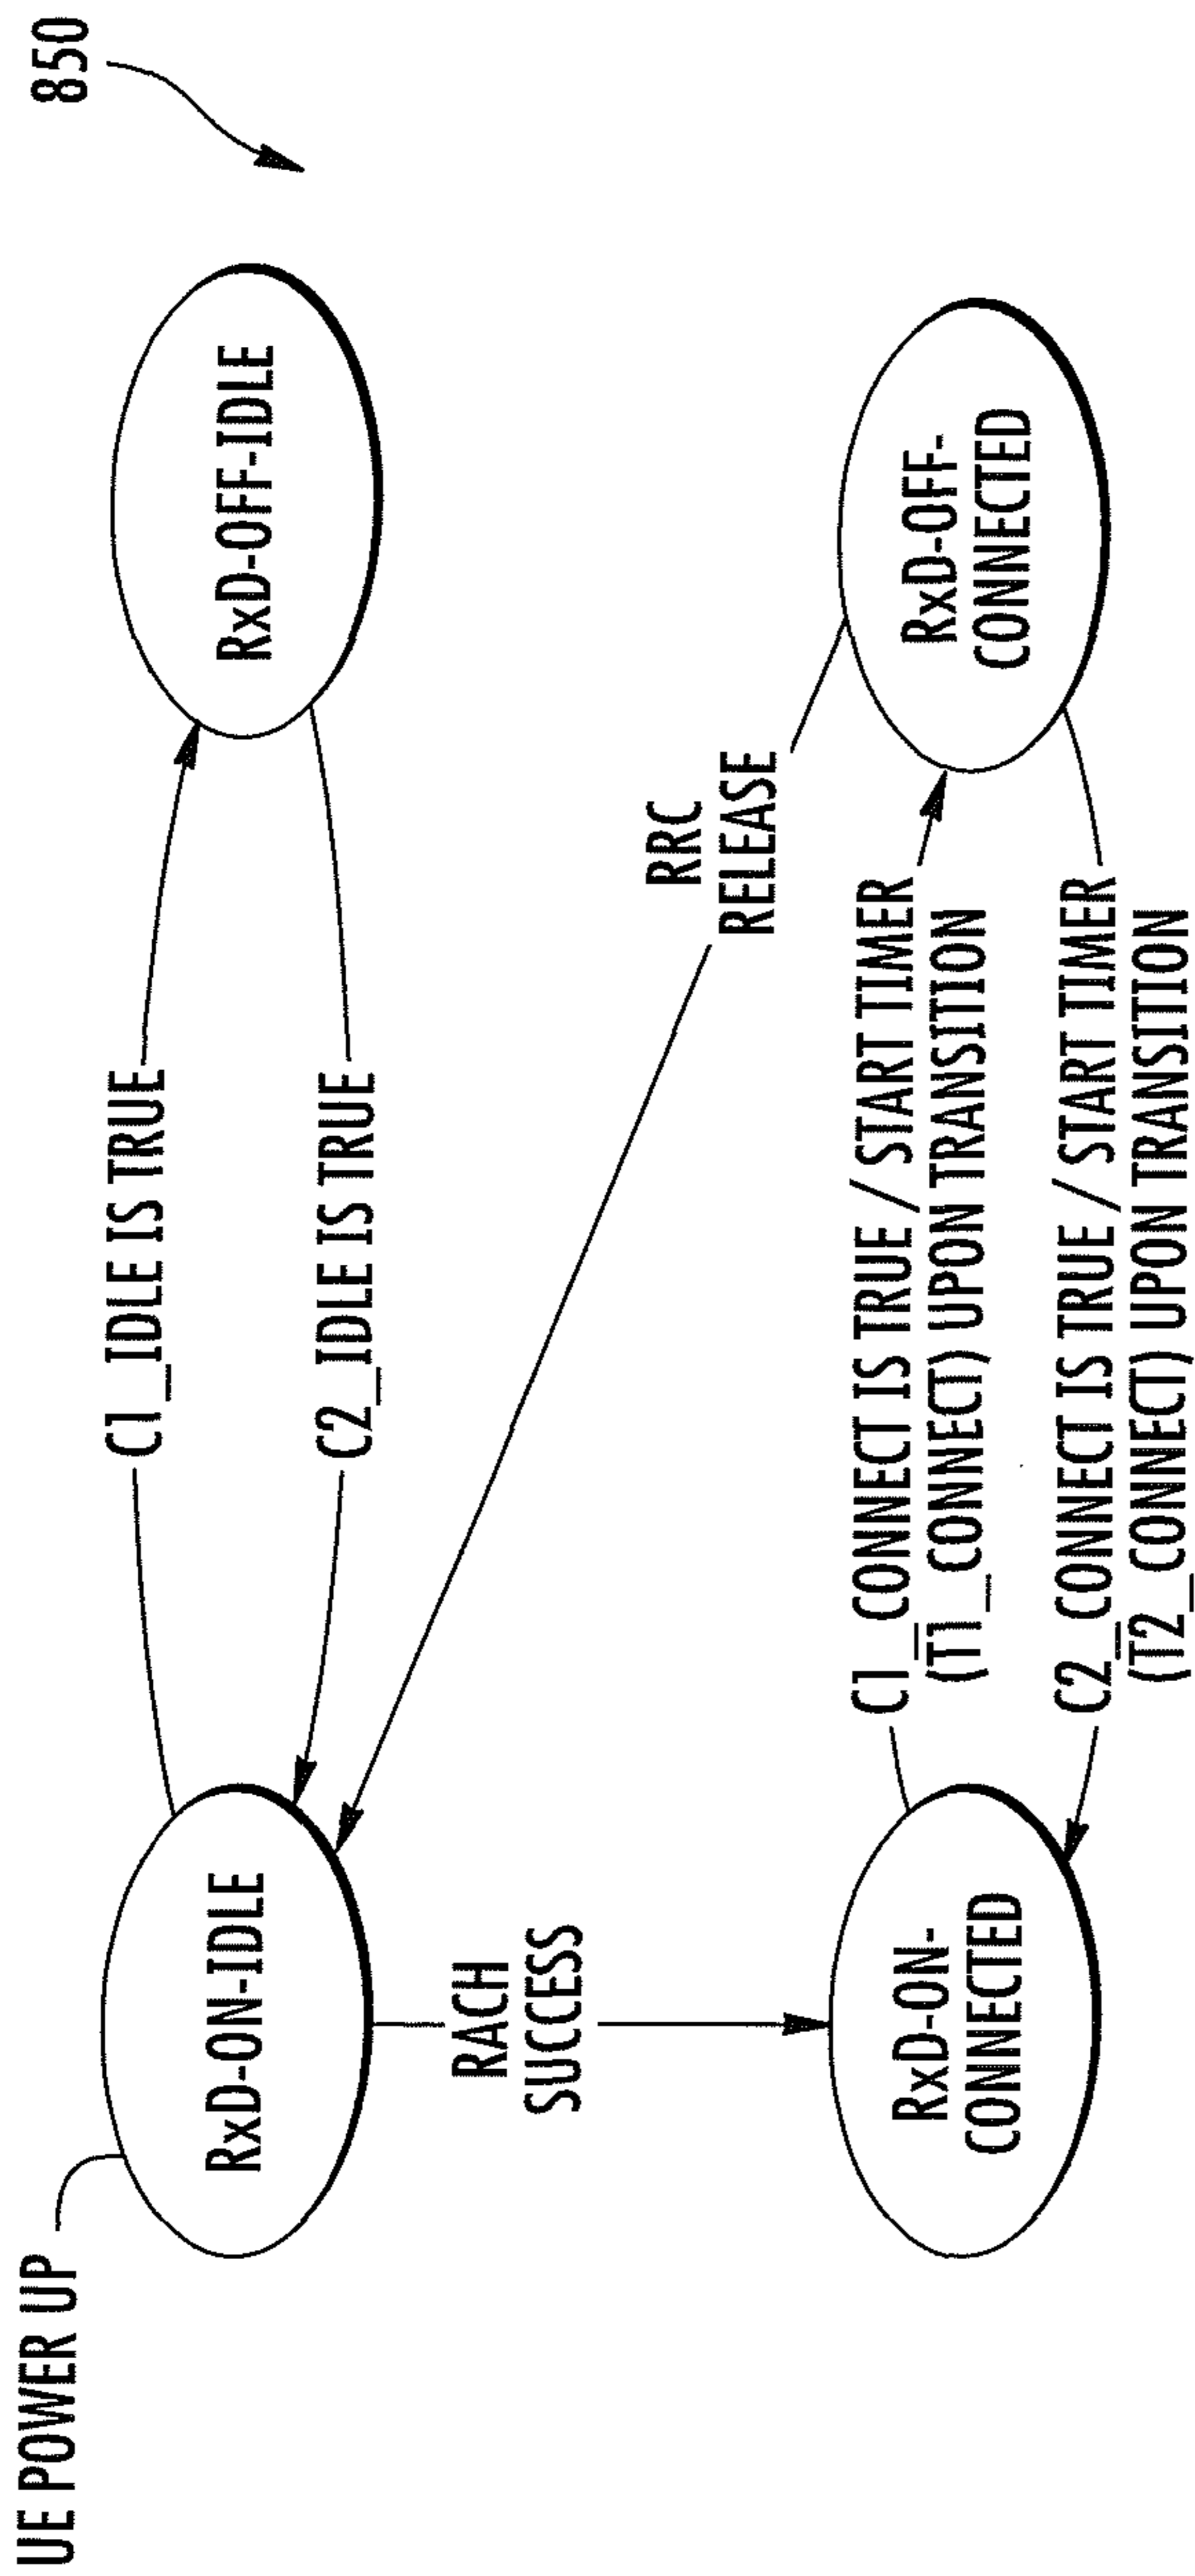 850
UE POWER UP
RxD-ON-IDLE
C1_IDLE IS TRUE
C2_IDLE IS TRUE
RxD-OFF-IDLE
RACH
SUCCESS
RRC
RELEASE
RxD-ON-
CONNECTED
C1_CONNECT IS TRUE / START TIMER
(T1_CONNECT) UPON TRANSITION
C2_CONNECT IS TRUE / START TIMER
(T2_CONNECT) UPON TRANSITION
RxD-OFF-
CONNECTED